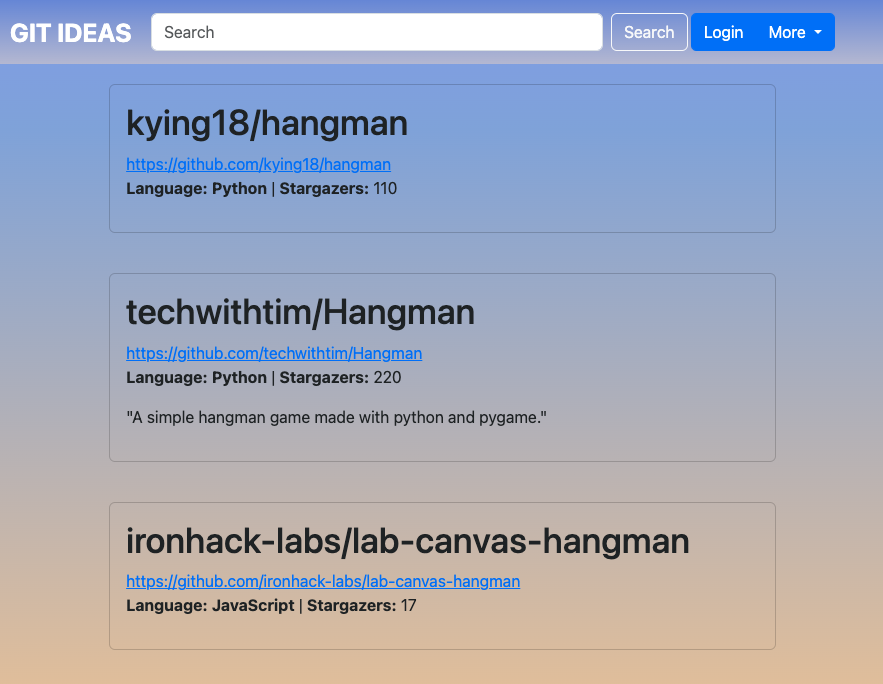 GIT IDEAS Search Search Login More
kying18/hangman
https://github.com/kying18/hangman
Language: Python | Stargazers: 110
techwithtim/Hangman
https://github.com/techwithtim/Hangman
Language: Python | Stargazers: 220
"A simple hangman game made with python and pygame."
ironhack-labs/lab-canvas-hangman
https://github.com/ironhack-labs/lab-canvas-hangman
Language: JavaScript | Stargazers: 17